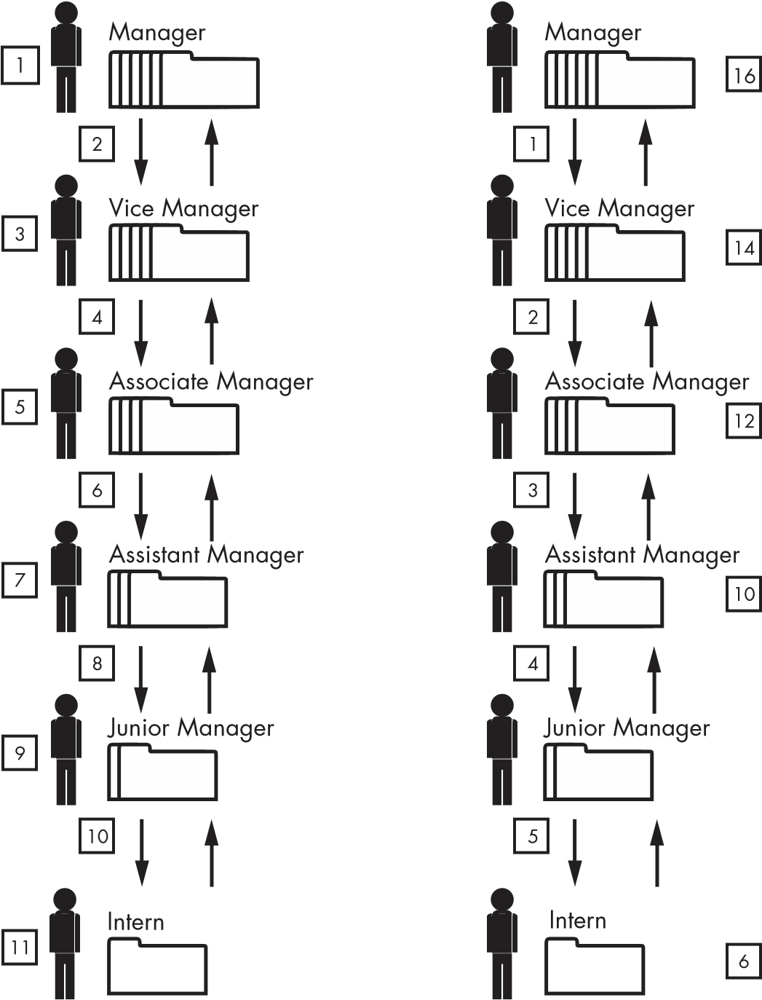 Manager
1
2
Vice Manager
3
4
Associate Manager
5
6
Assistant Manager
7
8
Junior Manager
9
10
Intern
11
Manager
16
1
Vice Manager
14
2
Associate Manager
12
3
Assistant Manager
10
4
Junior Manager
5
Intern
6